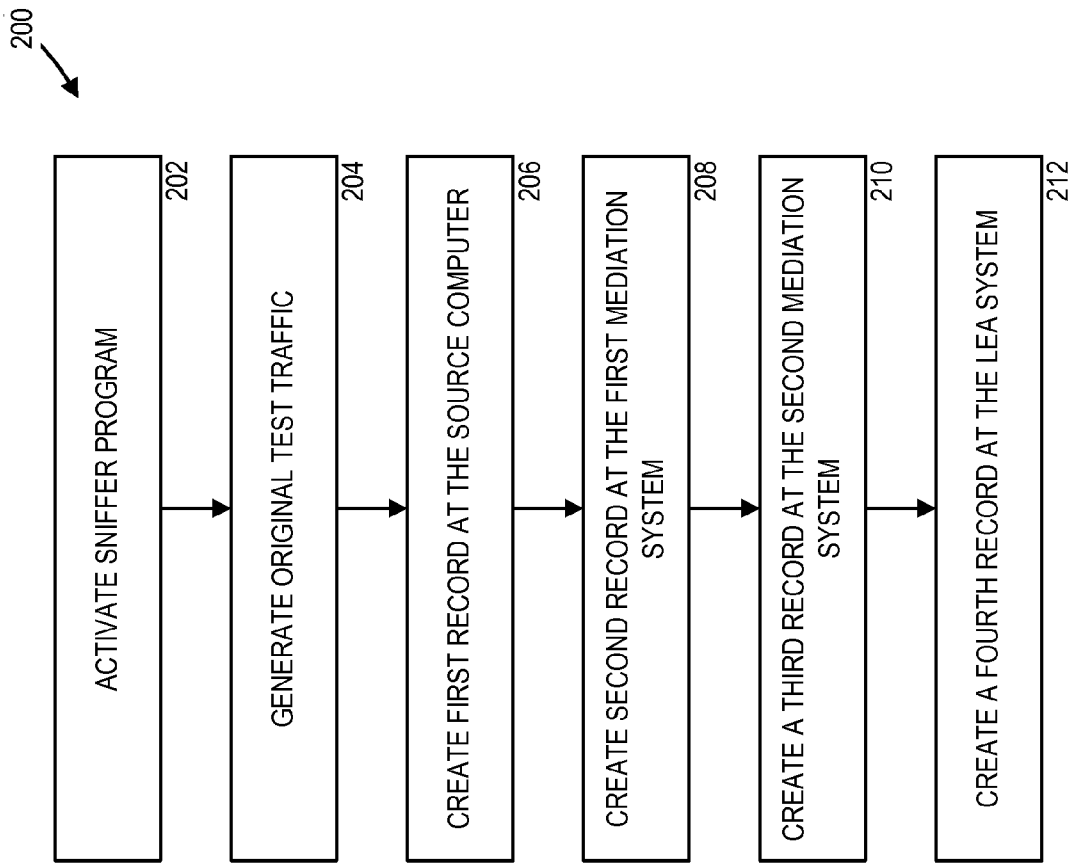 200
ACTIVATE SNIFFER PROGRAM
202
GENERATE ORIGINAL TEST TRAFFIC
204
CREATE FIRST RECORD AT THE SOURCE COMPUTER
206
CREATE SECOND RECORD AT THE FIRST MEDIATION
SYSTEM
208
CREATE A THIRD RECORD AT THE SECOND MEDIATION
SYSTEM
210
CREATE A FOURTH RECORD AT THE LEA SYSTEM
212